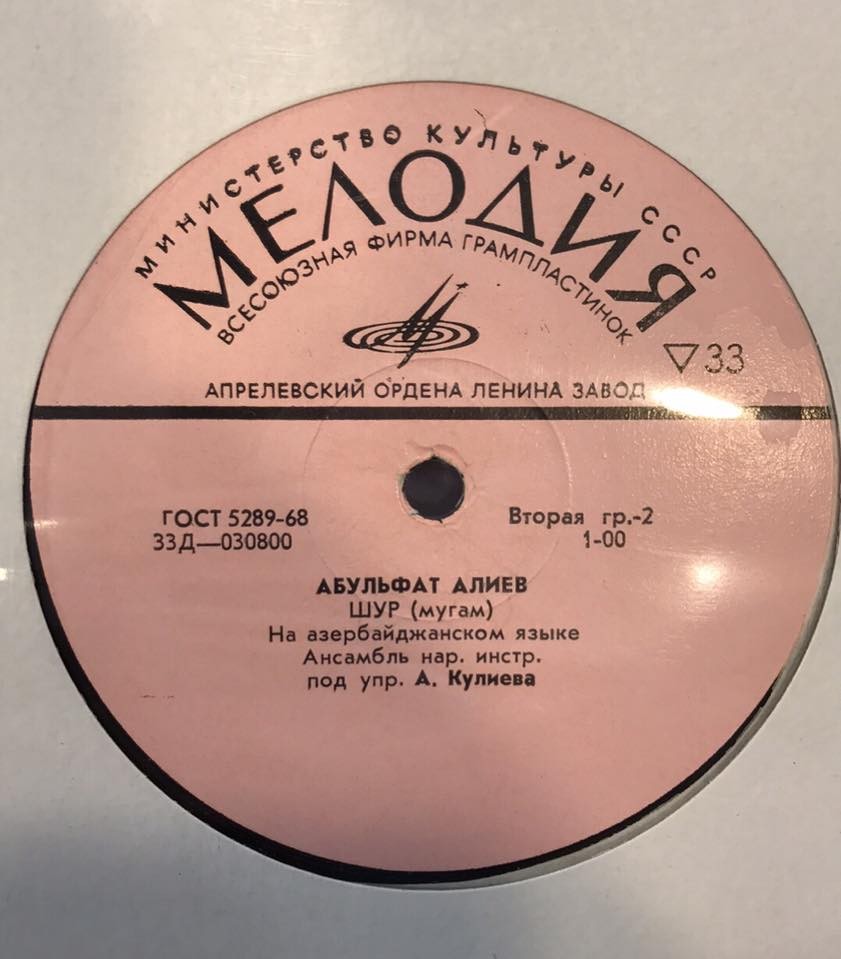 МИНИСТЕРСТВО КУЛЬТУРЫ СССР
МЕЛОДИЯ
ВСЕСОЮЗНАЯ ФИРМА ГРАМПЛАСТИНОК
33
АПРЕЛЕВСКИЙ ОРДЕНА ЛЕНИНА ЗАВОД
ГОСТ 5289-68 Вторая гр.-2
33Д—030800 1-00
АБУЛЬФАТ АЛИЕВ
ШУР (мугам)
На азербайджанском языке
Ансамбль нар. инстр.
под упр. А. Кулиева